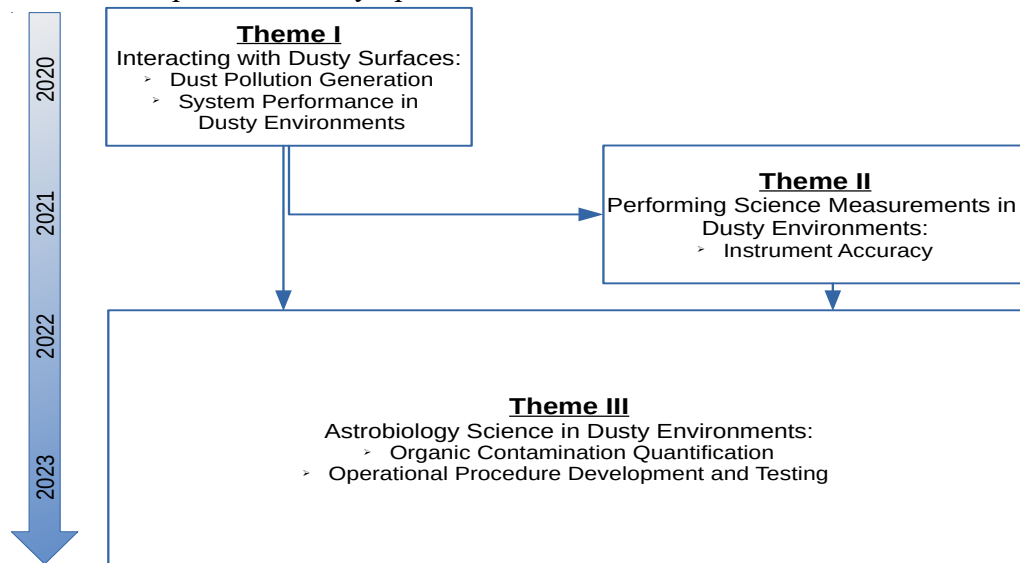 Theme I
Interacting with Dusty Surfaces:
➢ Dust Pollution Generation
➢ System Performance in
Dusty Environments
Theme II
Performing Science Measurements in
Dusty Environments:
➢ Instrument Accuracy
Theme III
Astrobiology Science in Dusty Environments:
➢ Organic Contamination Quantification
➢ Operational Procedure Development and Testing
2020
2021
2022
2023